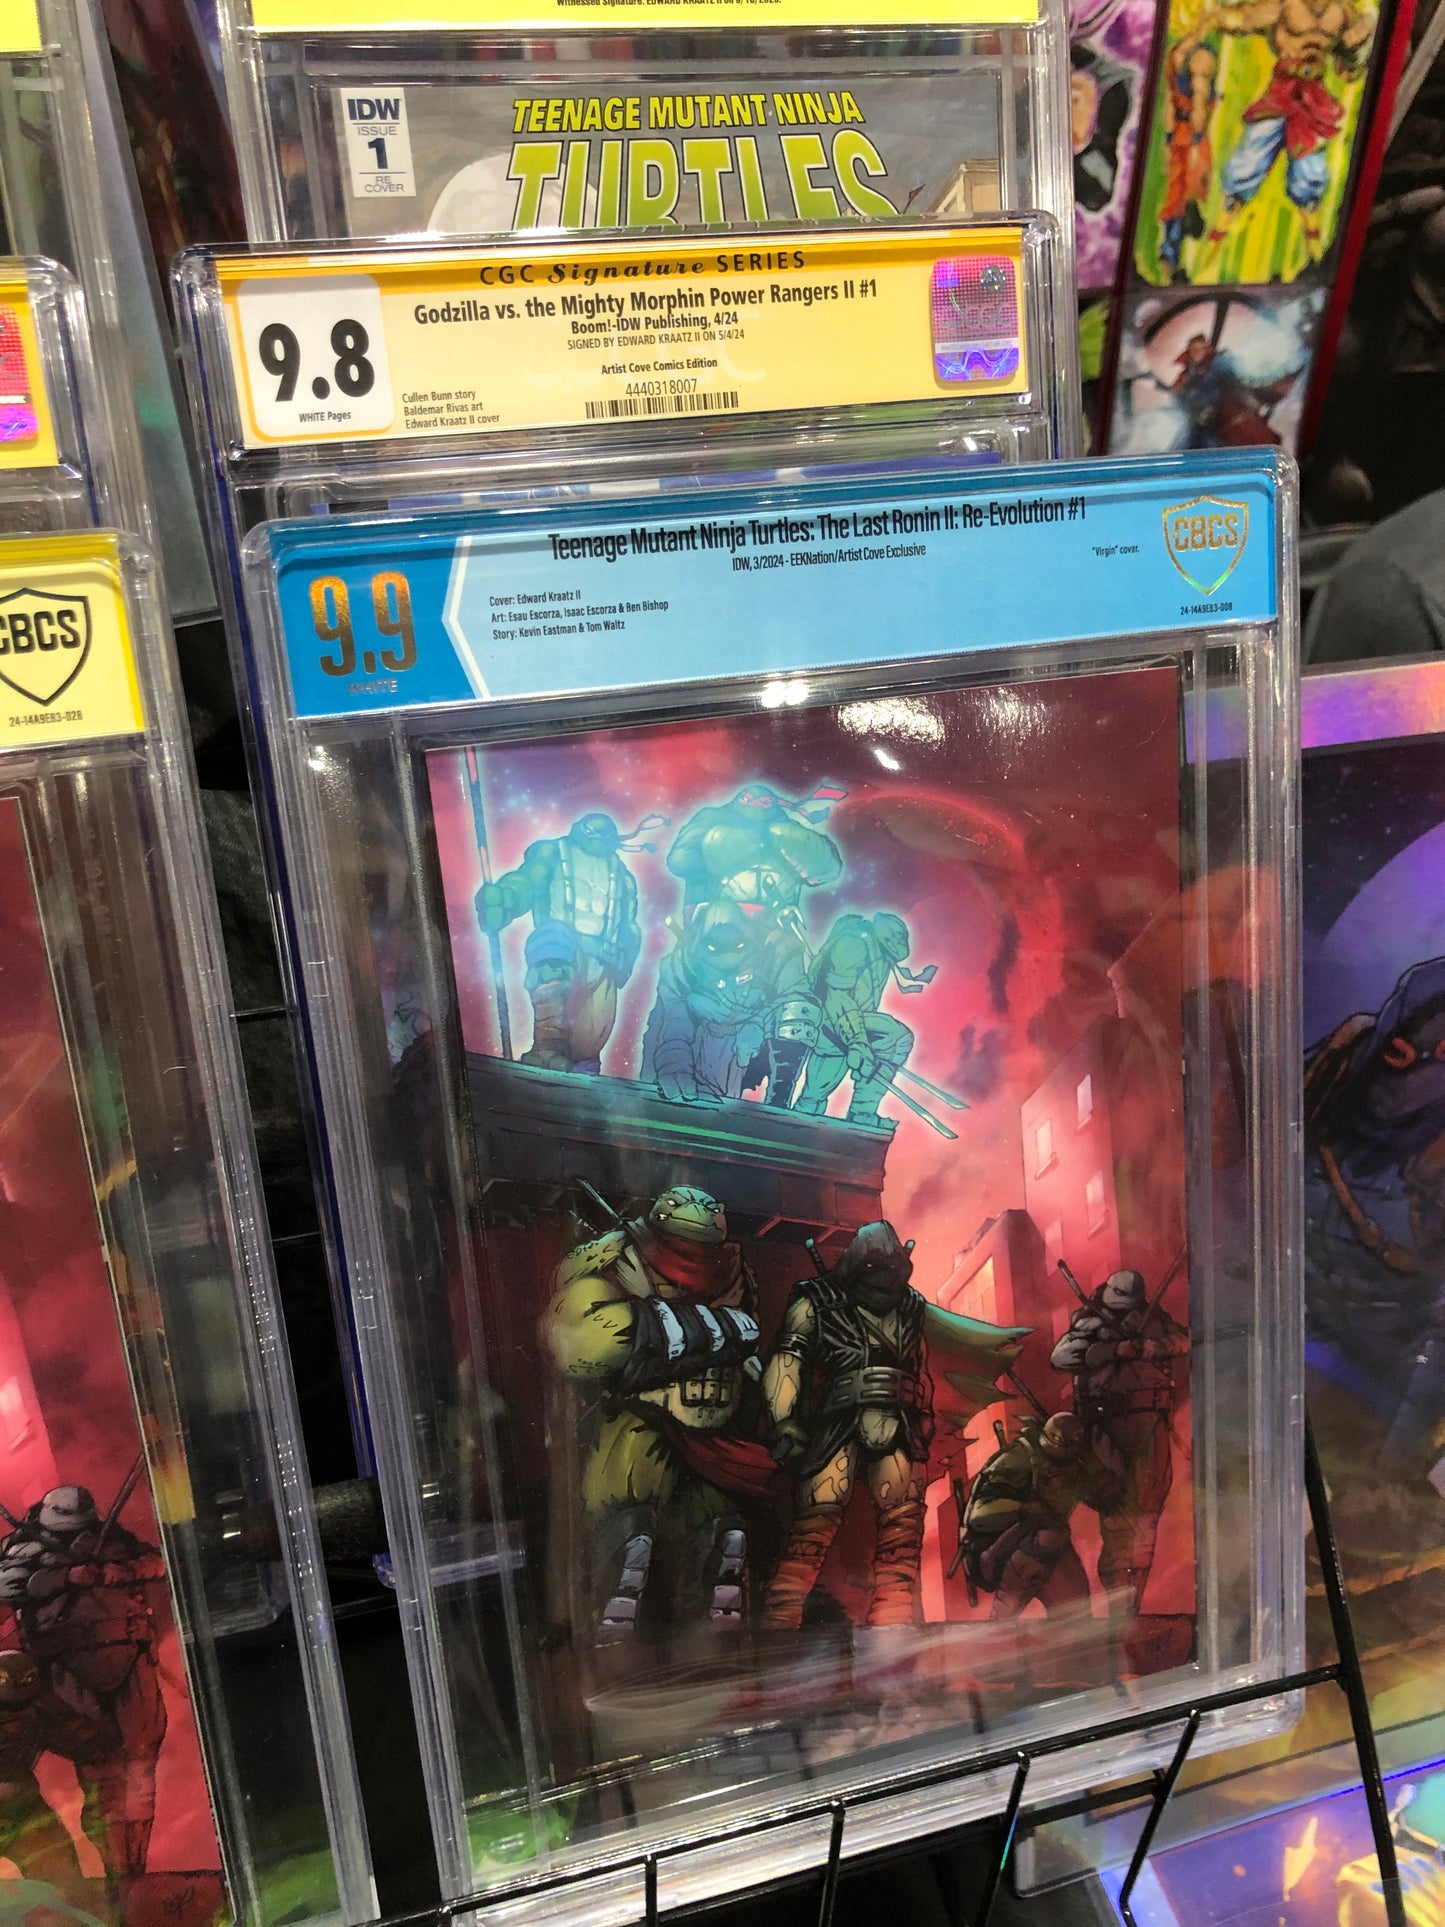 Witnessed Signature: EDWARD KRAATZ II on
IDW
ISSUE
1
RE
COVER
TEENAGE MUTANT NINJA
TURTLES
CGC Signature SERIES
9.8
WHITE Pages
Godzilla vs. the Mighty Morphin Power Rangers II #1
Boom!-IDW Publishing, 4/24
SIGNED BY EDWARD KRAATZ II ON 5/4/24
Artist Cove Comics Edition
4440318007
Cullen Bunn story
Baldemar Rivas art
Edward Kraatz II cover
CBCS
24-14A9EB3-028
9.9
WHITE
Teenage Mutant Ninja Turtles: The Last Ronin II: Re-Evolution #1
IDW, 3/2024 - EEKNation/Artist Cove Exclusive
"Virgin" cover.
Cover: Edward Kraatz II
Art: Esau Escorza, Isaac Escorza & Ben Bishop
Story: Kevin Eastman & Tom Waltz
CBCS
24-14A9EB3-008